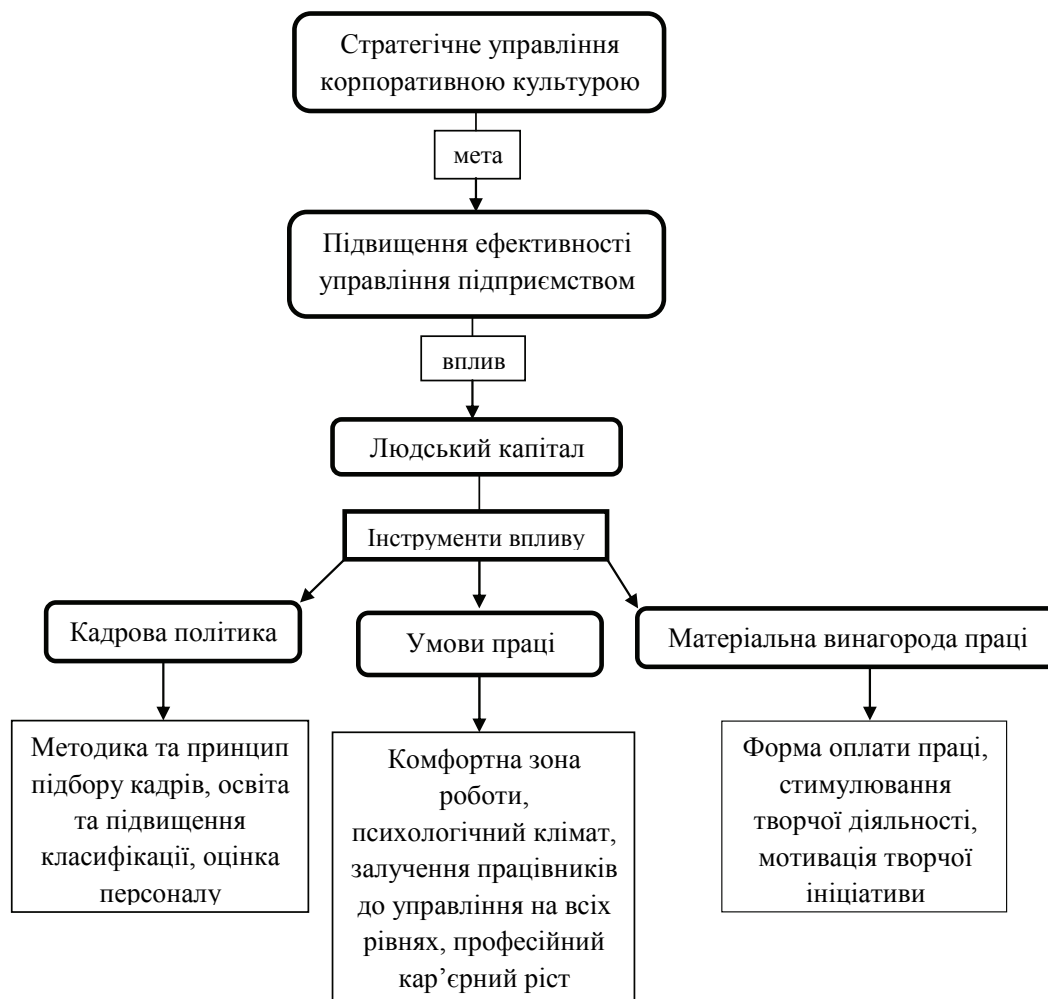 Стратегічне управління
корпоративною культурою
мета
Підвищення ефективності
управління підприємством
вплив
Людський капітал
Інструменти впливу
Кадрова політика
Умови праці
Матеріальна винагорода праці
Методика та принцип
підбору кадрів, освіта
та підвищення
класифікації, оцінка
персоналу
Комфортна зона
роботи,
психологічний клімат,
залучення працівників
до управління на всіх
рівнях, професійний
кар’єрний ріст
Форма оплати праці,
стимулювання
творчої діяльності,
мотивація творчої
ініціативи